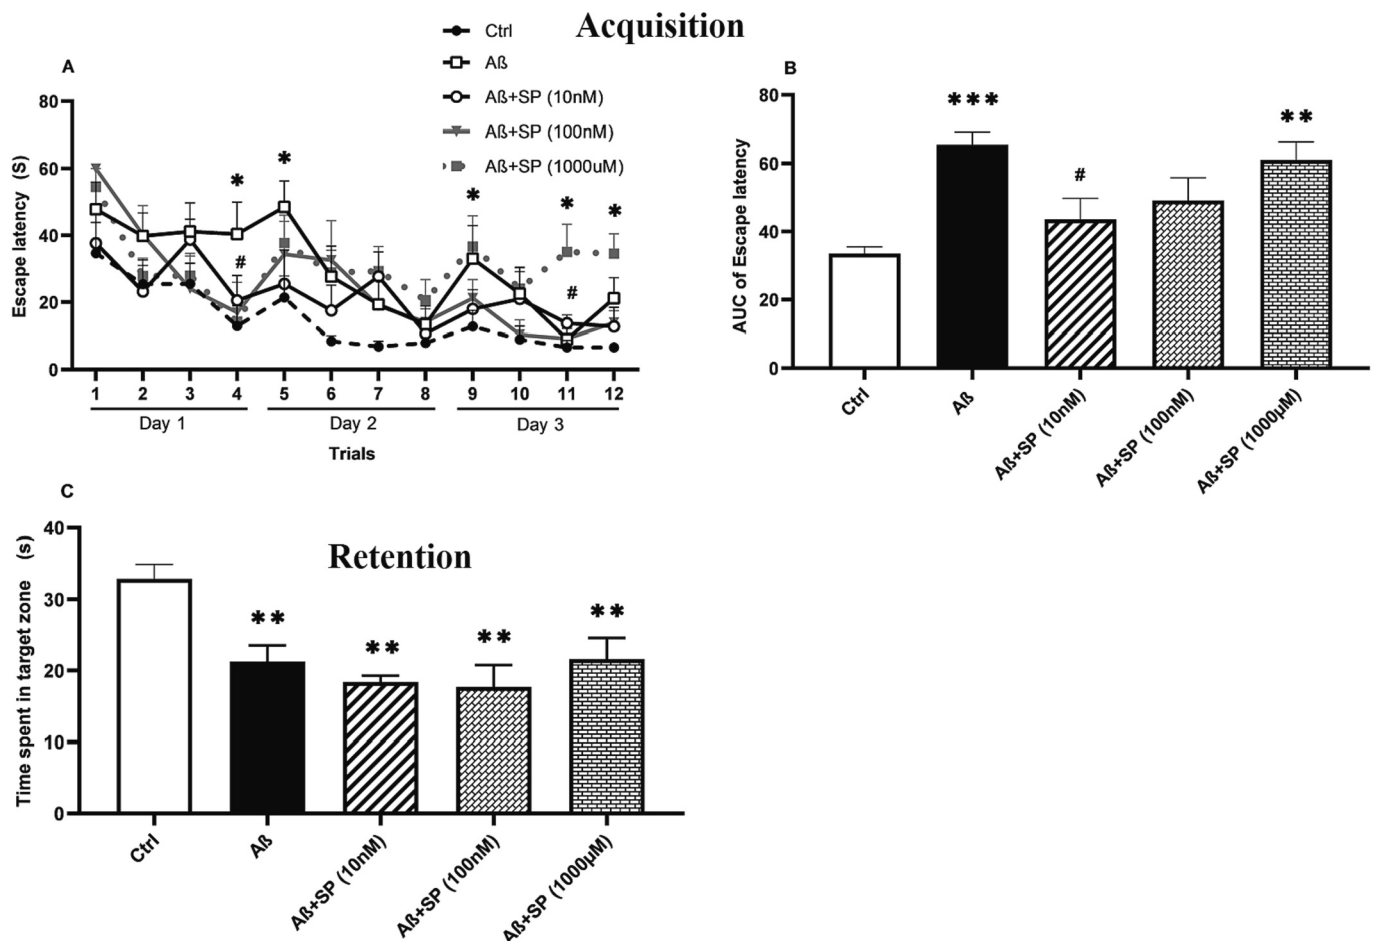 Acquisition
Ctrl
Aß
Aß+SP (10nM)
Aß+SP (100nM)
Aß+SP (1000uM)
A
Escape latency (S)
80
60
40
20
0
*
#
*
*
*
#
*
1 2 3 4 5 6 7 8 9 10 11 12
Day 1 Day 2 Day 3
Trials
B
AUC of Escape latency
80
60
40
20
0
***
#
**
Ctrl
Aß
Aß+SP (10nM)
Aß+SP (100nM)
Aß+SP (1000µM)
C
Retention
Time spent in target zone (s)
40
30
20
10
0
**
**
**
**
Ctrl
Aß
Aß+SP (10nM)
Aß+SP (100nM)
Aß+SP (1000µM)